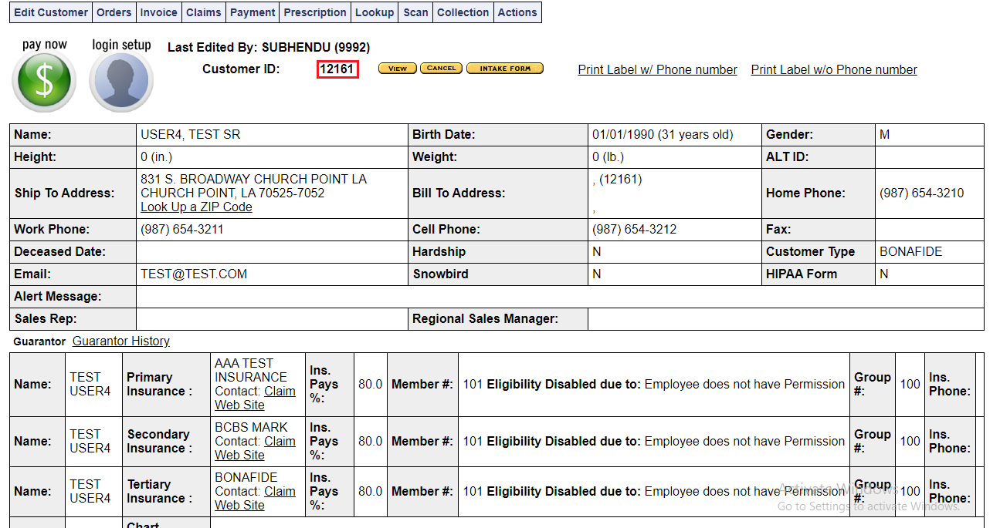 Edit Customer Orders Invoice Claims Payment Prescription Lookup Scan Collection Actions
pay now login setup Last Edited By: SUBHENDU (9992)
Customer ID: 12161 VIEW CANCEL INTAKE FORM Print Label w/ Phone number Print Label w/o Phone number
$
Name: USER4, TEST SR Birth Date: 01/01/1990 (31 years old) Gender: M
Height: 0 (in.) Weight: 0 (lb.) ALT ID:
Ship To Address: 831 S. BROADWAY CHURCH POINT LA
CHURCH POINT, LA 70525-7052
Look Up a ZIP Code
Bill To Address: , (12161)
,
Home Phone: (987) 654-3210
Work Phone: (987) 654-3211 Cell Phone: (987) 654-3212 Fax:
Deceased Date: Hardship N Customer Type BONAFIDE
Email: TEST@TEST.COM Snowbird N HIPAA Form N
Alert Message:
Sales Rep: Regional Sales Manager:
Guarantor Guarantor History
Name: TEST
USER4
Primary
Insurance :
AAA TEST
INSURANCE
Contact: Claim
Web Site
Ins.
Pays
%:
80.0 Member #: 101 Eligibility Disabled due to: Employee does not have Permission
Group
#:
100
Ins.
Phone:
Name: TEST
USER4
Secondary
Insurance :
BCBS MARK
Contact: Claim
Web Site
Ins.
Pays
%:
80.0 Member #: 101 Eligibility Disabled due to: Employee does not have Permission
Group
#:
100
Ins.
Phone:
Name: TEST
USER4
Tertiary
Insurance :
BONAFIDE
Contact: Claim
Web Site
Ins.
Pays
%:
80.0 Member #: 101 Eligibility Disabled due to: Employee does not have Permission
Group
#:
100
Ins.
Phone:
Activate Windows
Go to Settings to activate Windows.
Chart